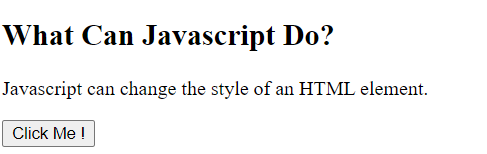 What Can Javascript Do?
Javascript can change the style of an HTML element.
Click Me !